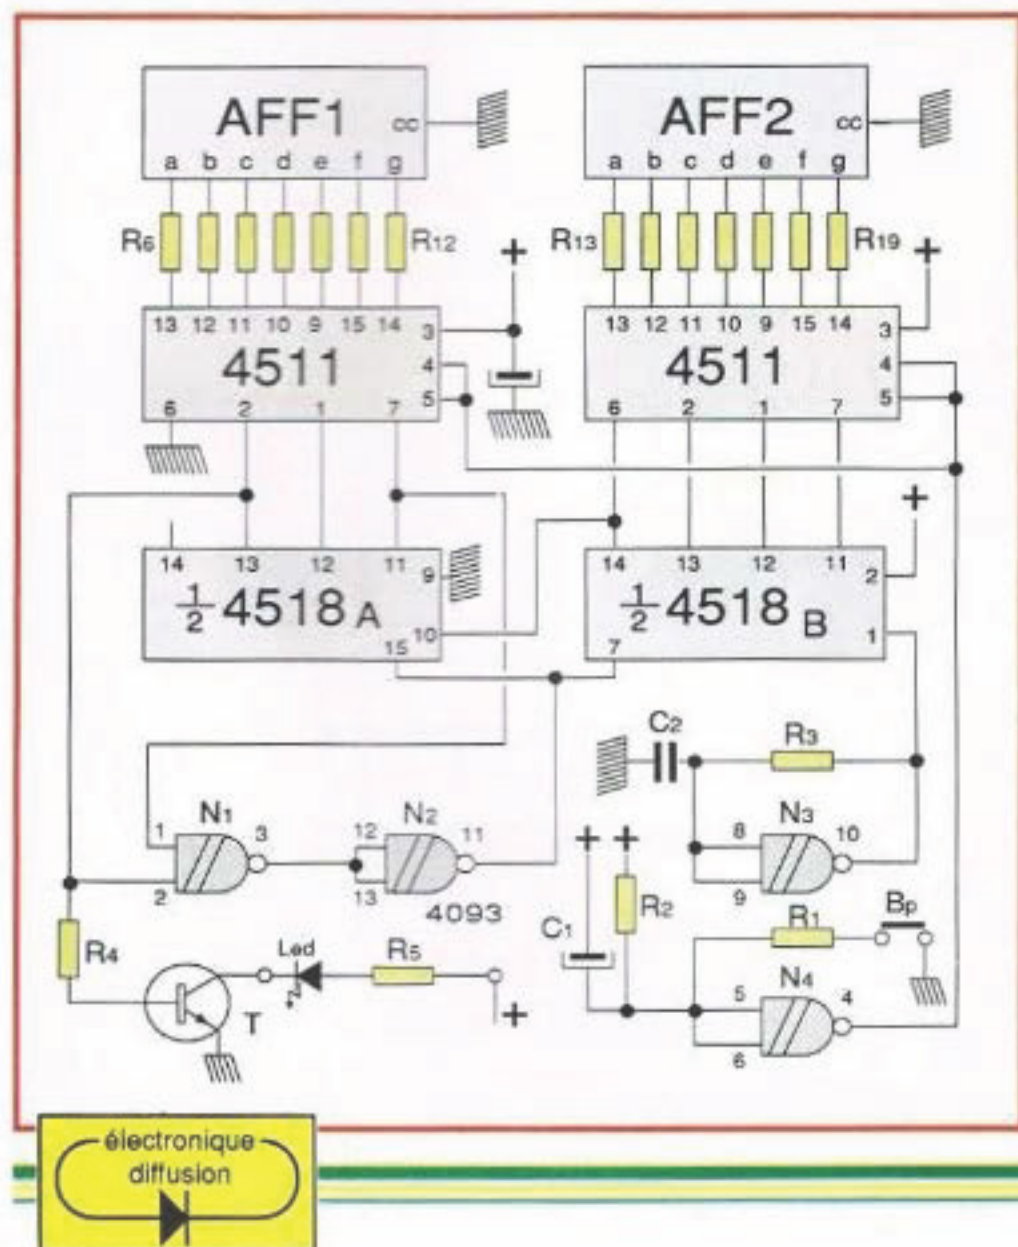 AFF1 cc
a b c d e f g
R6 R12 +
13 12 11 10 9 15 14
4511
3
4
5
6 2 1 7
AFF2 cc
a b c d e f g
R13 R19 +
13 12 11 10 9 15 14
4511
3
4
5
6 2 1 7
14 13 12 11
1/2 4518 A
9
10
15
14 13 12 11
1/2 4518 B
+
2
1
7
C2 R3
N1 N2 N3
1 3 12 11 8 10
2 13 9
4093
+ +
C1 R2 R1 Bp
R4 Led R5 N4
T +
5 4
6
électronique
diffusion